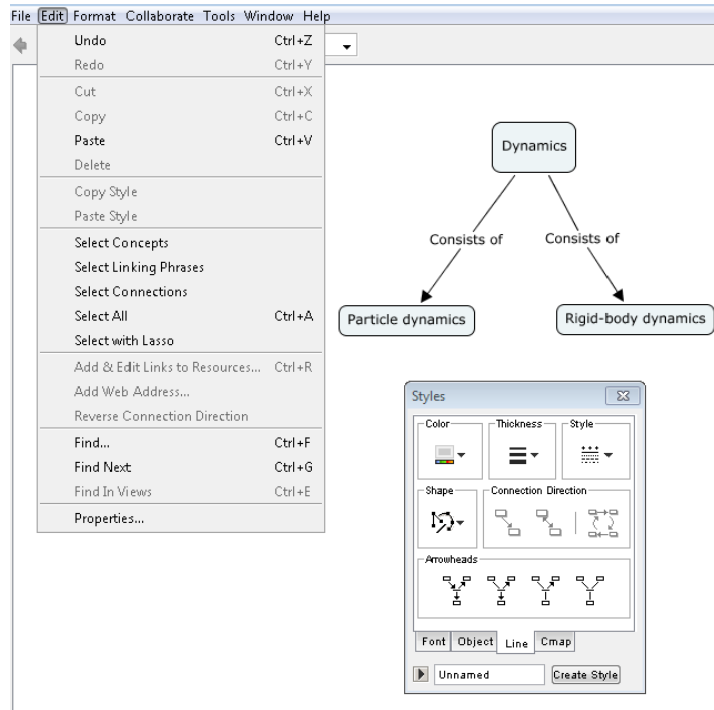 File Edit Format Collaborate Tools Window Help
Undo Ctrl+Z
Redo Ctrl+Y
Cut Ctrl+X
Copy Ctrl+C
Paste Ctrl+V
Delete
Copy Style
Paste Style
Select Concepts
Select Linking Phrases
Select Connections
Select All Ctrl+A
Select with Lasso
Add & Edit Links to Resources... Ctrl+R
Add Web Address...
Reverse Connection Direction
Find... Ctrl+F
Find Next Ctrl+G
Find In Views Ctrl+E
Properties...
Dynamics
Consists of Consists of
Particle dynamics Rigid-body dynamics
Styles
Color Thickness Style
Shape Connection Direction
Arrowheads
Font Object Line Cmap
Unnamed Create Style